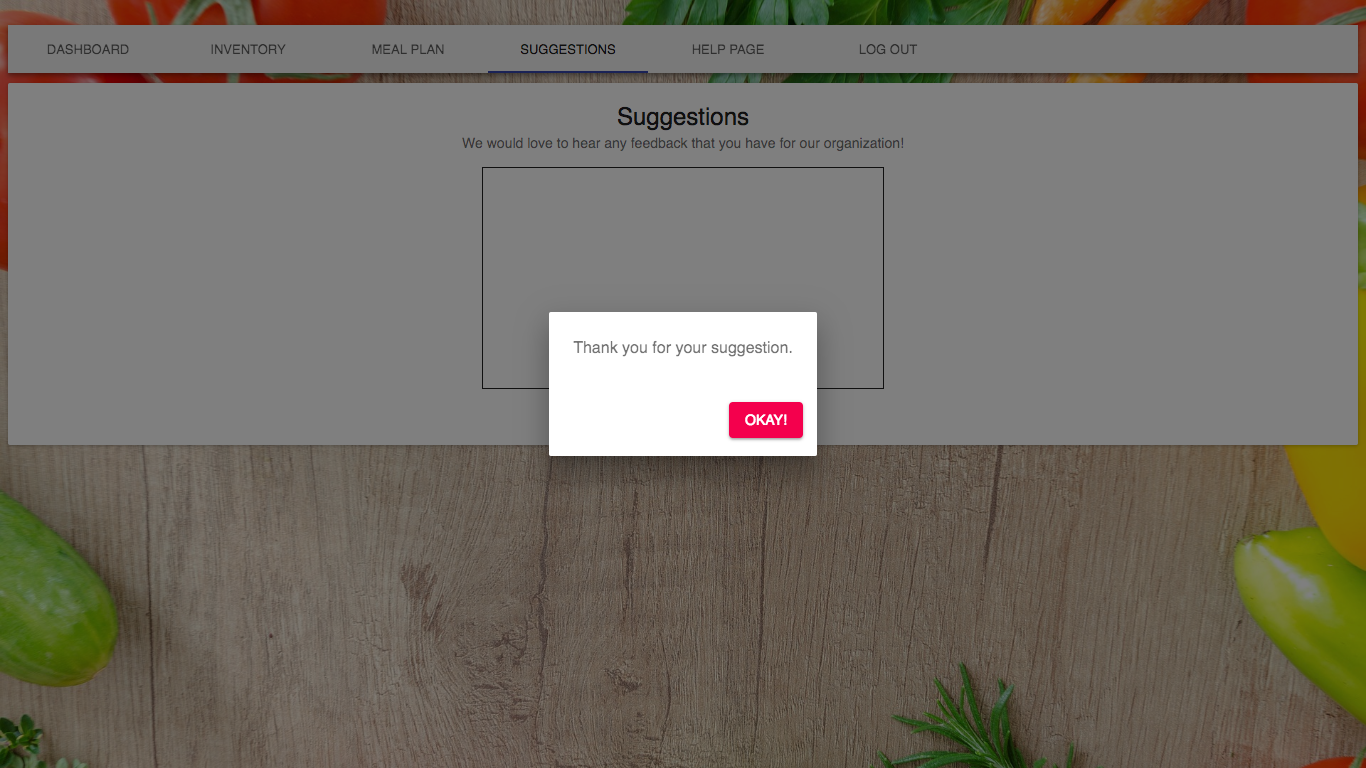 DASHBOARD INVENTORY MEAL PLAN SUGGESTIONS HELP PAGE LOG OUT
Suggestions
We would love to hear any feedback that you have for our organization!
Thank you for your suggestion.
OKAY!